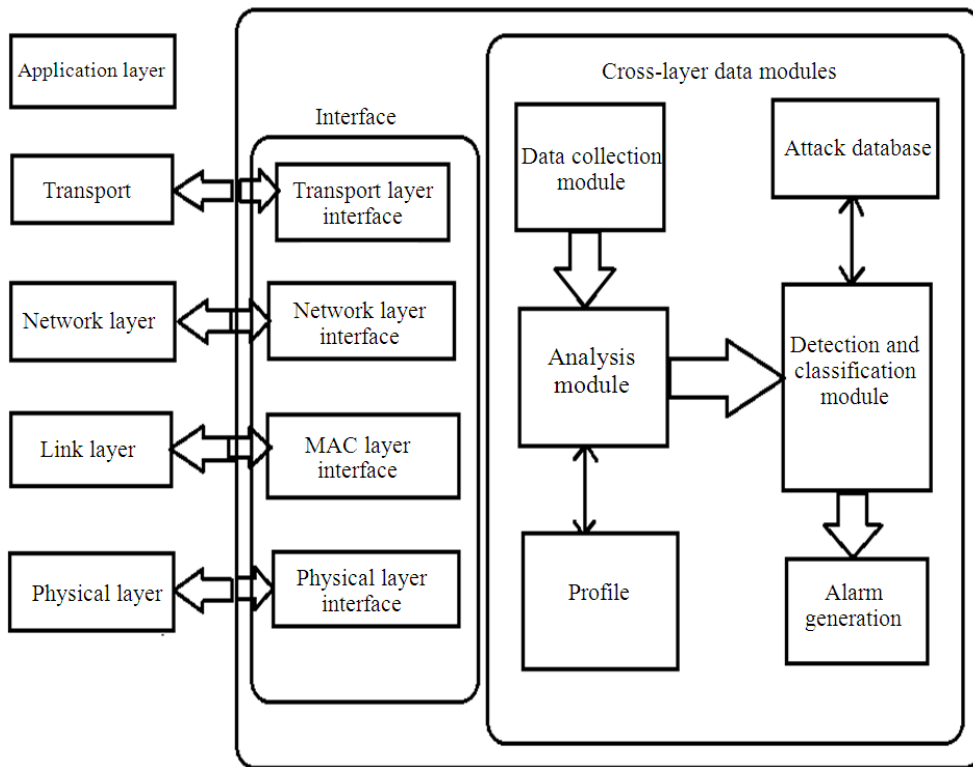 Application layer
Transport
Network layer
Link layer
Physical layer
Interface
Transport layer
interface
Network layer
interface
MAC layer
interface
Physical layer
interface
Cross-layer data modules
Data collection
module
Attack database
Analysis
module
Detection and
classification
module
Profile
Alarm
generation